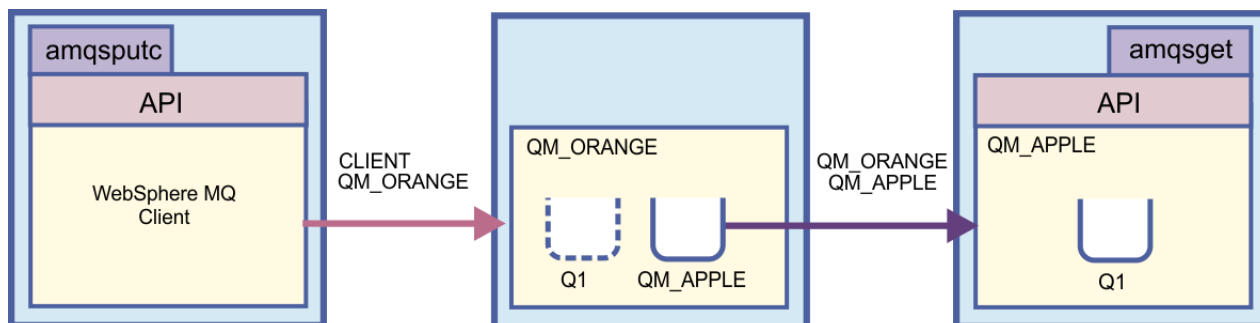 amqsputc
API
WebSphere MQ
Client
CLIENT
QM_ORANGE
QM_ORANGE
Q1
QM_APPLE
QM_ORANGE
QM_APPLE
amqsget
API
QM_APPLE
Q1